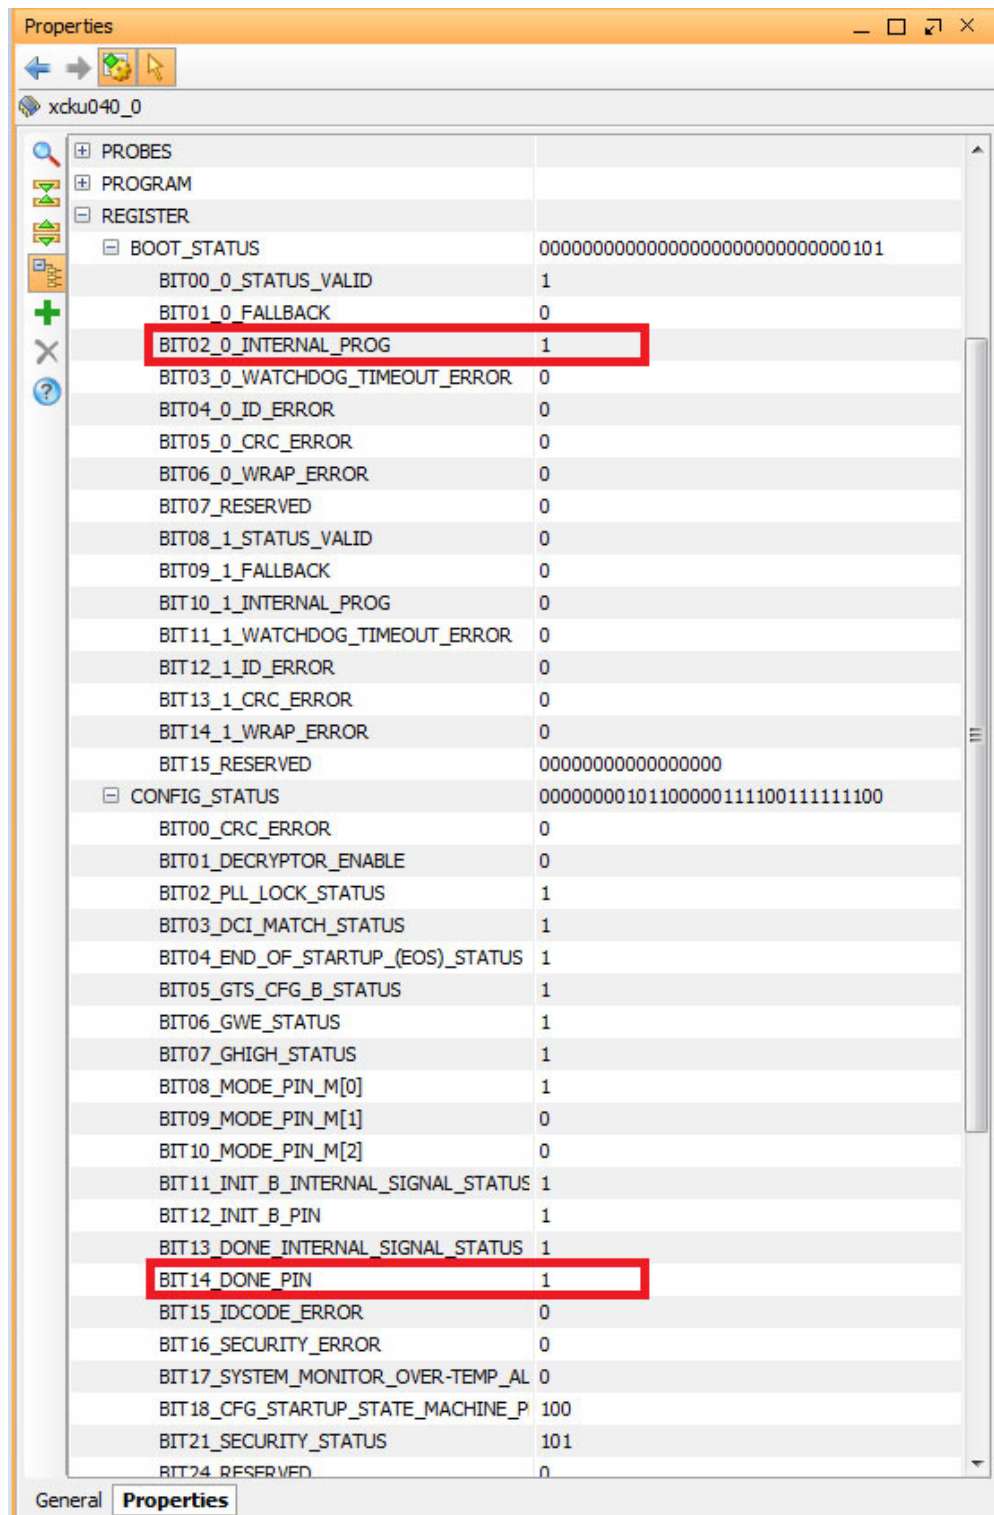 Properties
xcku040_0
PROBES
PROGRAM
REGISTER
BOOT_STATUS 00000000000000000000000000000101
BIT00_0_STATUS_VALID 1
BIT01_0_FALLBACK 0
BIT02_0_INTERNAL_PROG 1
BIT03_0_WATCHDOG_TIMEOUT_ERROR 0
BIT04_0_ID_ERROR 0
BIT05_0_CRC_ERROR 0
BIT06_0_WRAP_ERROR 0
BIT07_RESERVED 0
BIT08_1_STATUS_VALID 0
BIT09_1_FALLBACK 0
BIT10_1_INTERNAL_PROG 0
BIT11_1_WATCHDOG_TIMEOUT_ERROR 0
BIT12_1_ID_ERROR 0
BIT13_1_CRC_ERROR 0
BIT14_1_WRAP_ERROR 0
BIT15_RESERVED 00000000000000000
CONFIG_STATUS 00000000101100000111100111111100
BIT00_CRC_ERROR 0
BIT01_DECRYPTOR_ENABLE 0
BIT02_PLL_LOCK_STATUS 1
BIT03_DCI_MATCH_STATUS 1
BIT04_END_OF_STARTUP_(EOS)_STATUS 1
BIT05_GTS_CFG_B_STATUS 1
BIT06_GWE_STATUS 1
BIT07_GHIGH_STATUS 1
BIT08_MODE_PIN_M[0] 1
BIT09_MODE_PIN_M[1] 0
BIT10_MODE_PIN_M[2] 0
BIT11_INIT_B_INTERNAL_SIGNAL_STATUS 1
BIT12_INIT_B_PIN 1
BIT13_DONE_INTERNAL_SIGNAL_STATUS 1
BIT14_DONE_PIN 1
BIT15_IDCODE_ERROR 0
BIT16_SECURITY_ERROR 0
BIT17_SYSTEM_MONITOR_OVER-TEMP_AL 0
BIT18_CFG_STARTUP_STATE_MACHINE_P 100
BIT21_SECURITY_STATUS 101
BIT24_RESERVED 0
General Properties